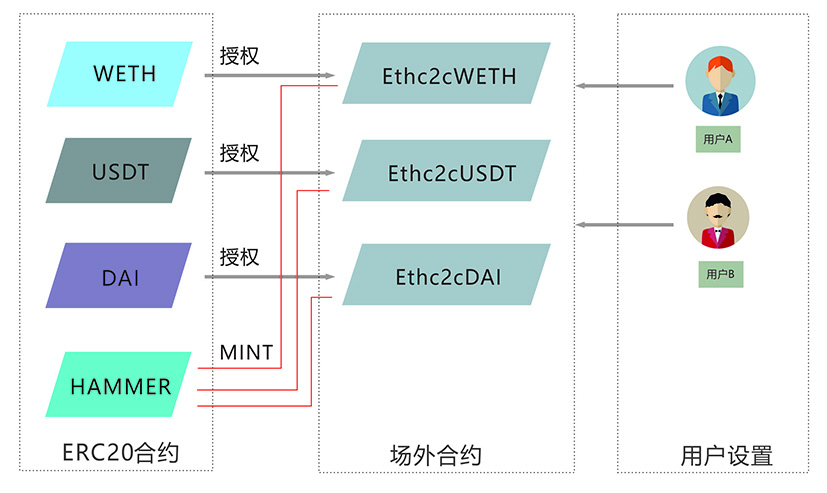 WETH
授权
Ethc2cWETH
用户A
USDT
授权
Ethc2cUSDT
用户B
DAI
授权
Ethc2cDAI
HAMMER
MINT
ERC20合约
场外合约
用户设置